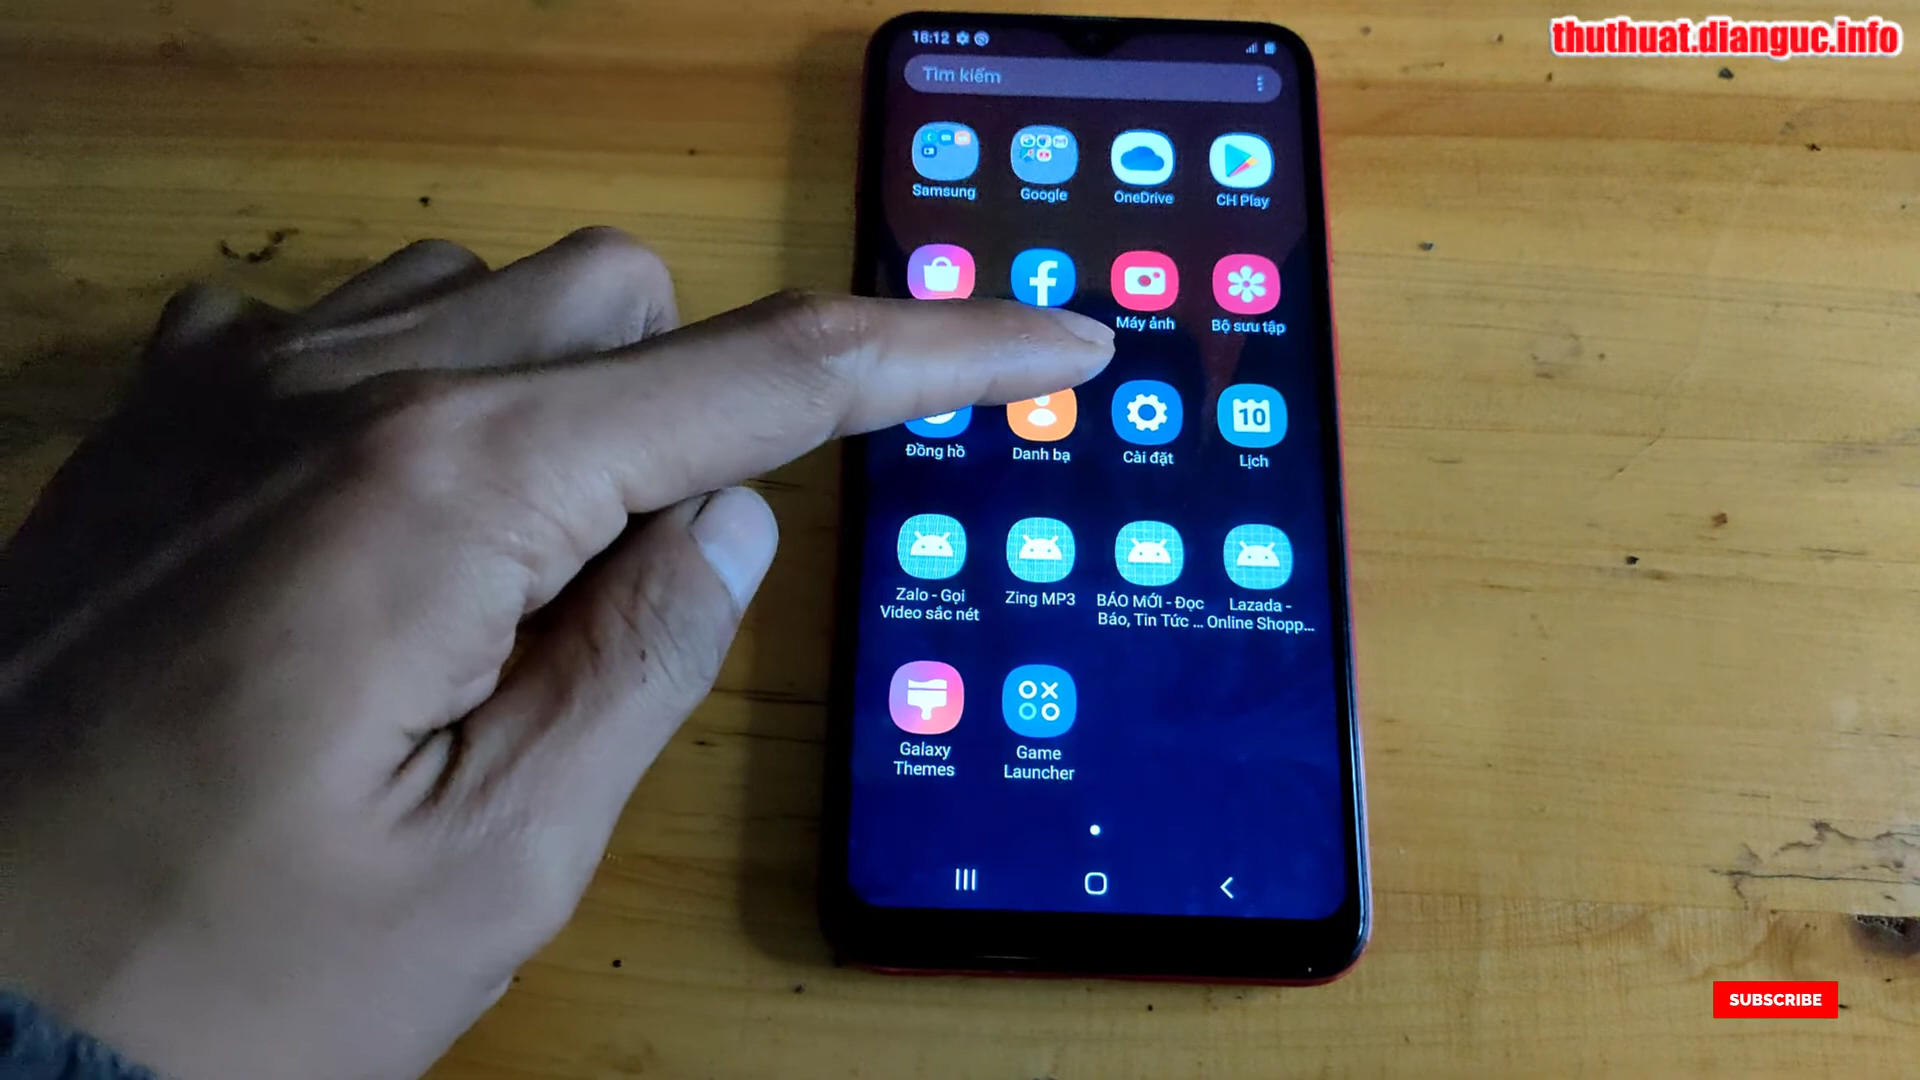 thuthuat.dianguc.info
18:12
Tìm kiếm
Samsung
Google
OneDrive
CH Play
Máy ảnh
Bộ sưu tập
Đồng hồ
Danh bạ
Cài đặt
10
Lịch
Zalo - Gọi
Video sắc nét
Zing MP3
BÁO MỚI - Đọc
Báo, Tin Tức ...
Lazada -
Online Shopp...
Galaxy
Themes
Game
Launcher
SUBSCRIBE